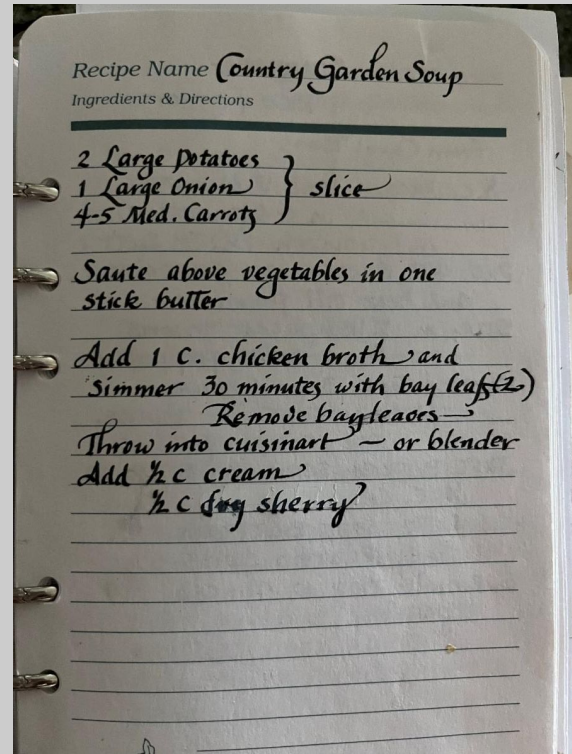 Recipe Name Country Garden Soup
Ingredients & Directions
2 Large Potatoes
1 Large Onion } slice
4-5 Med. Carrots
Saute above vegetables in one
stick butter
Add 1 C. chicken broth and
simmer 30 minutes with bay leaf (2)
Remove bayleaves
Throw into cuisinart – or blender
Add ½ c cream
½ c dry sherry